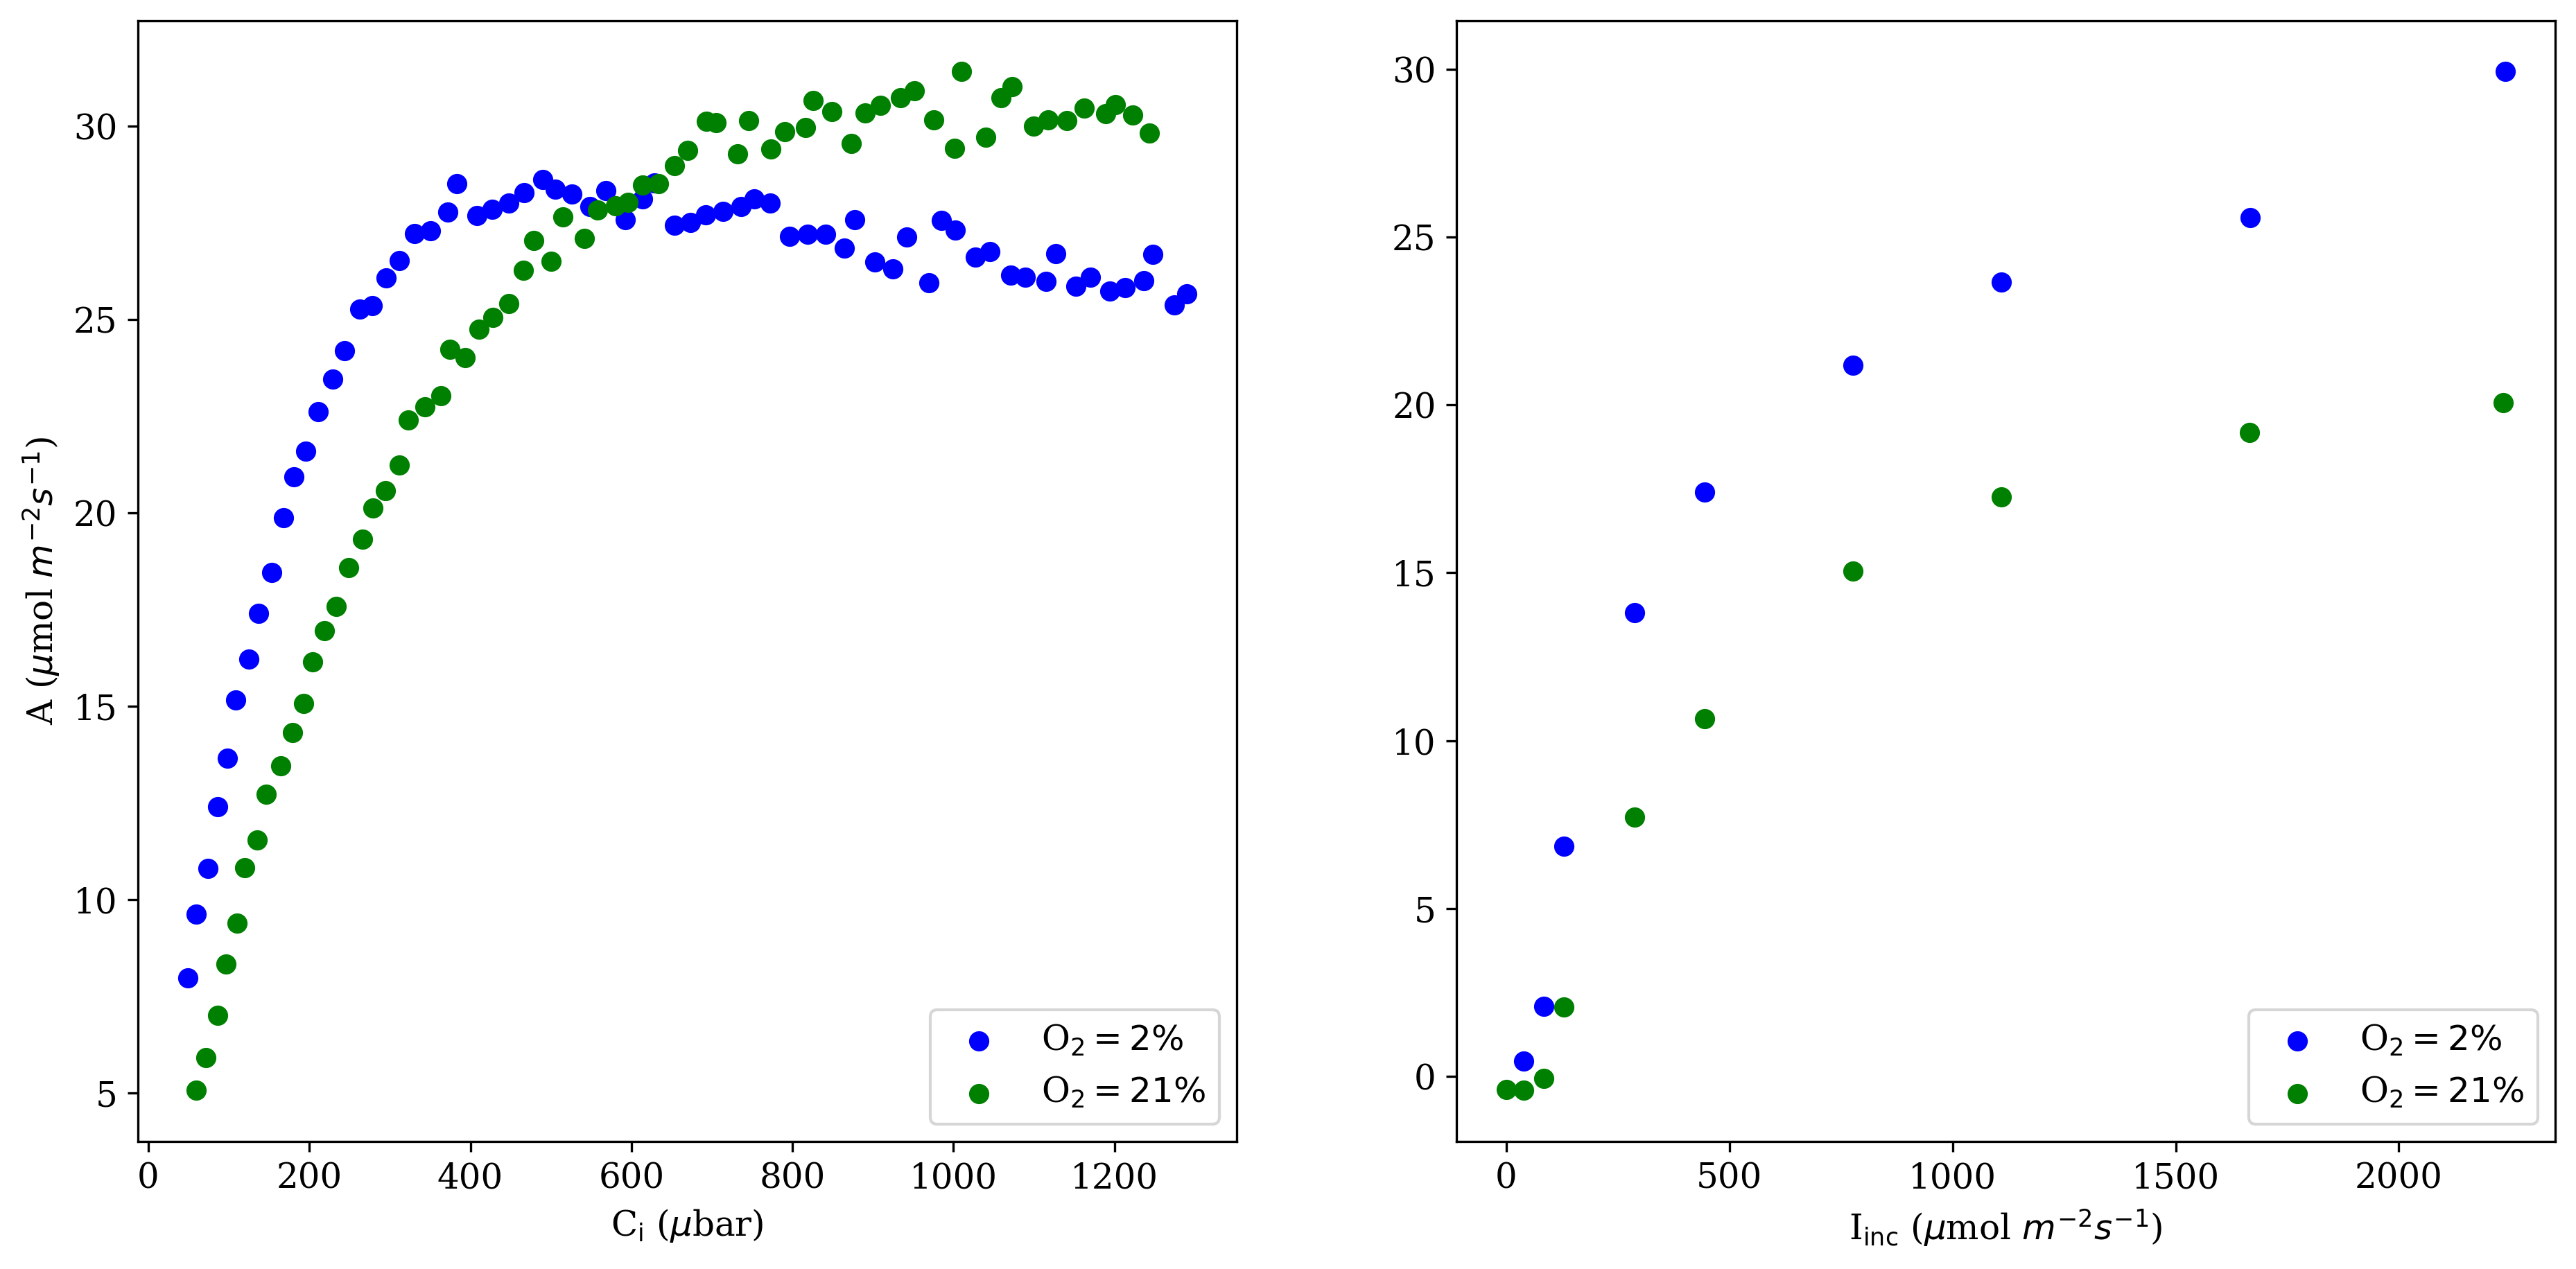 A (μmol m⁻²s⁻¹)
30
25
20
15
10
5
0 200 400 600 800 1000 1200
C_i (μbar)
O₂ = 2%
O₂ = 21%
30
25
20
15
10
5
0
0 500 1000 1500 2000
I_inc (μmol m⁻²s⁻¹)
O₂ = 2%
O₂ = 21%